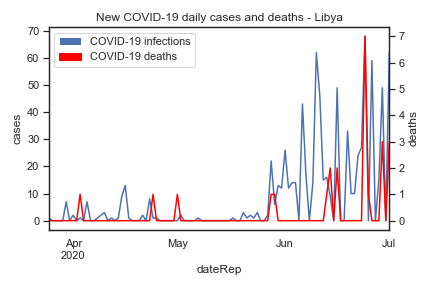 New COVID-19 daily cases and deaths - Libya
COVID-19 infections
COVID-19 deaths
cases
70
60
50
40
30
20
10
0
deaths
7
6
5
4
3
2
1
0
Apr
2020
May
Jun
Jul
dateRep